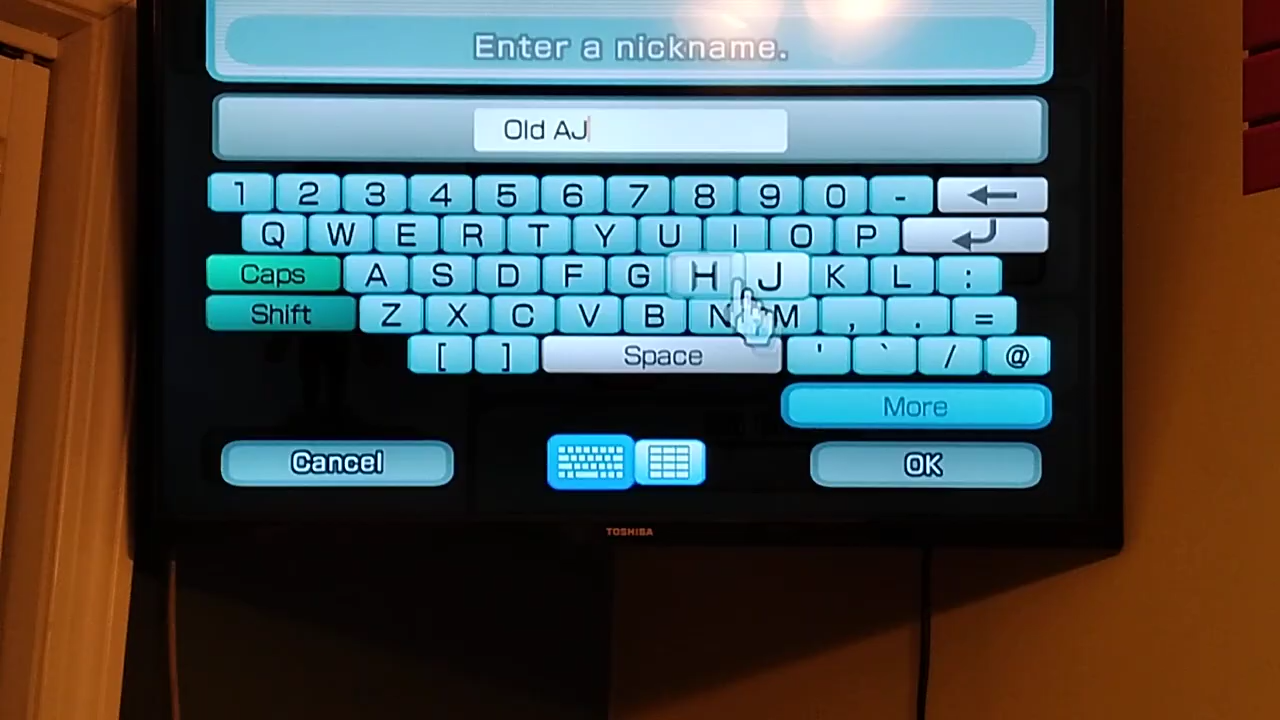 Enter a nickname.
Old AJ
1 2 3 4 5 6 7 8 9 0 -
Q W E R T Y U I O P
Caps A S D F G H J K L :
Shift Z X C V B N M , . =
[ ] Space ' ` / @
More
Cancel OK
TOSHIBA